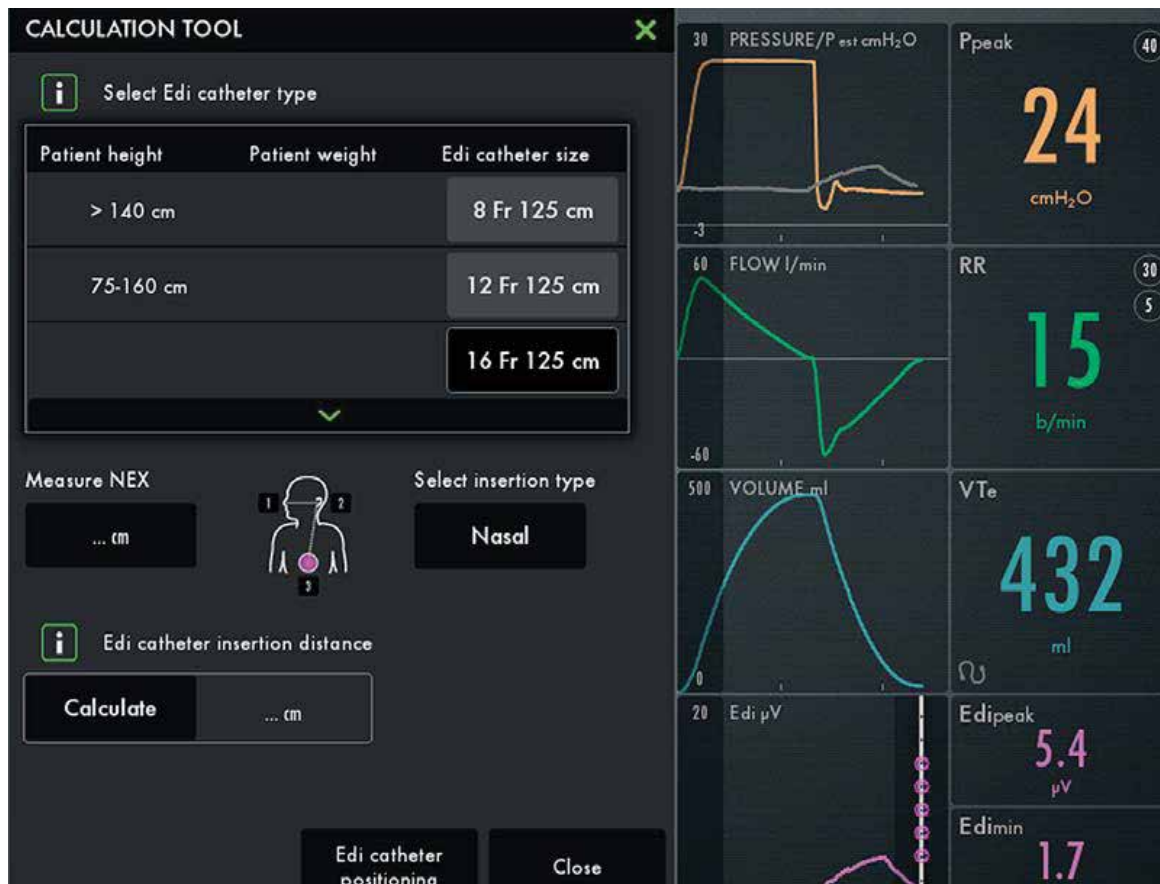 CALCULATION TOOL
i Select Edi catheter type
Patient height Patient weight Edi catheter size
> 140 cm 8 Fr 125 cm
75-160 cm 12 Fr 125 cm
16 Fr 125 cm
Measure NEX
... cm
1 2
3
Select insertion type
Nasal
i Edi catheter insertion distance
Calculate ... cm
Edi catheter
positioning
Close
30 PRESSURE/P est cmH₂O
-3
Ppeak 40
24
cmH₂O
60 FLOW l/min
-60
RR 30
5
15
b/min
500 VOLUME ml
0
VTe
432
ml
20 Edi µV
Edipeak
5.4
µV
Edimin
1.7